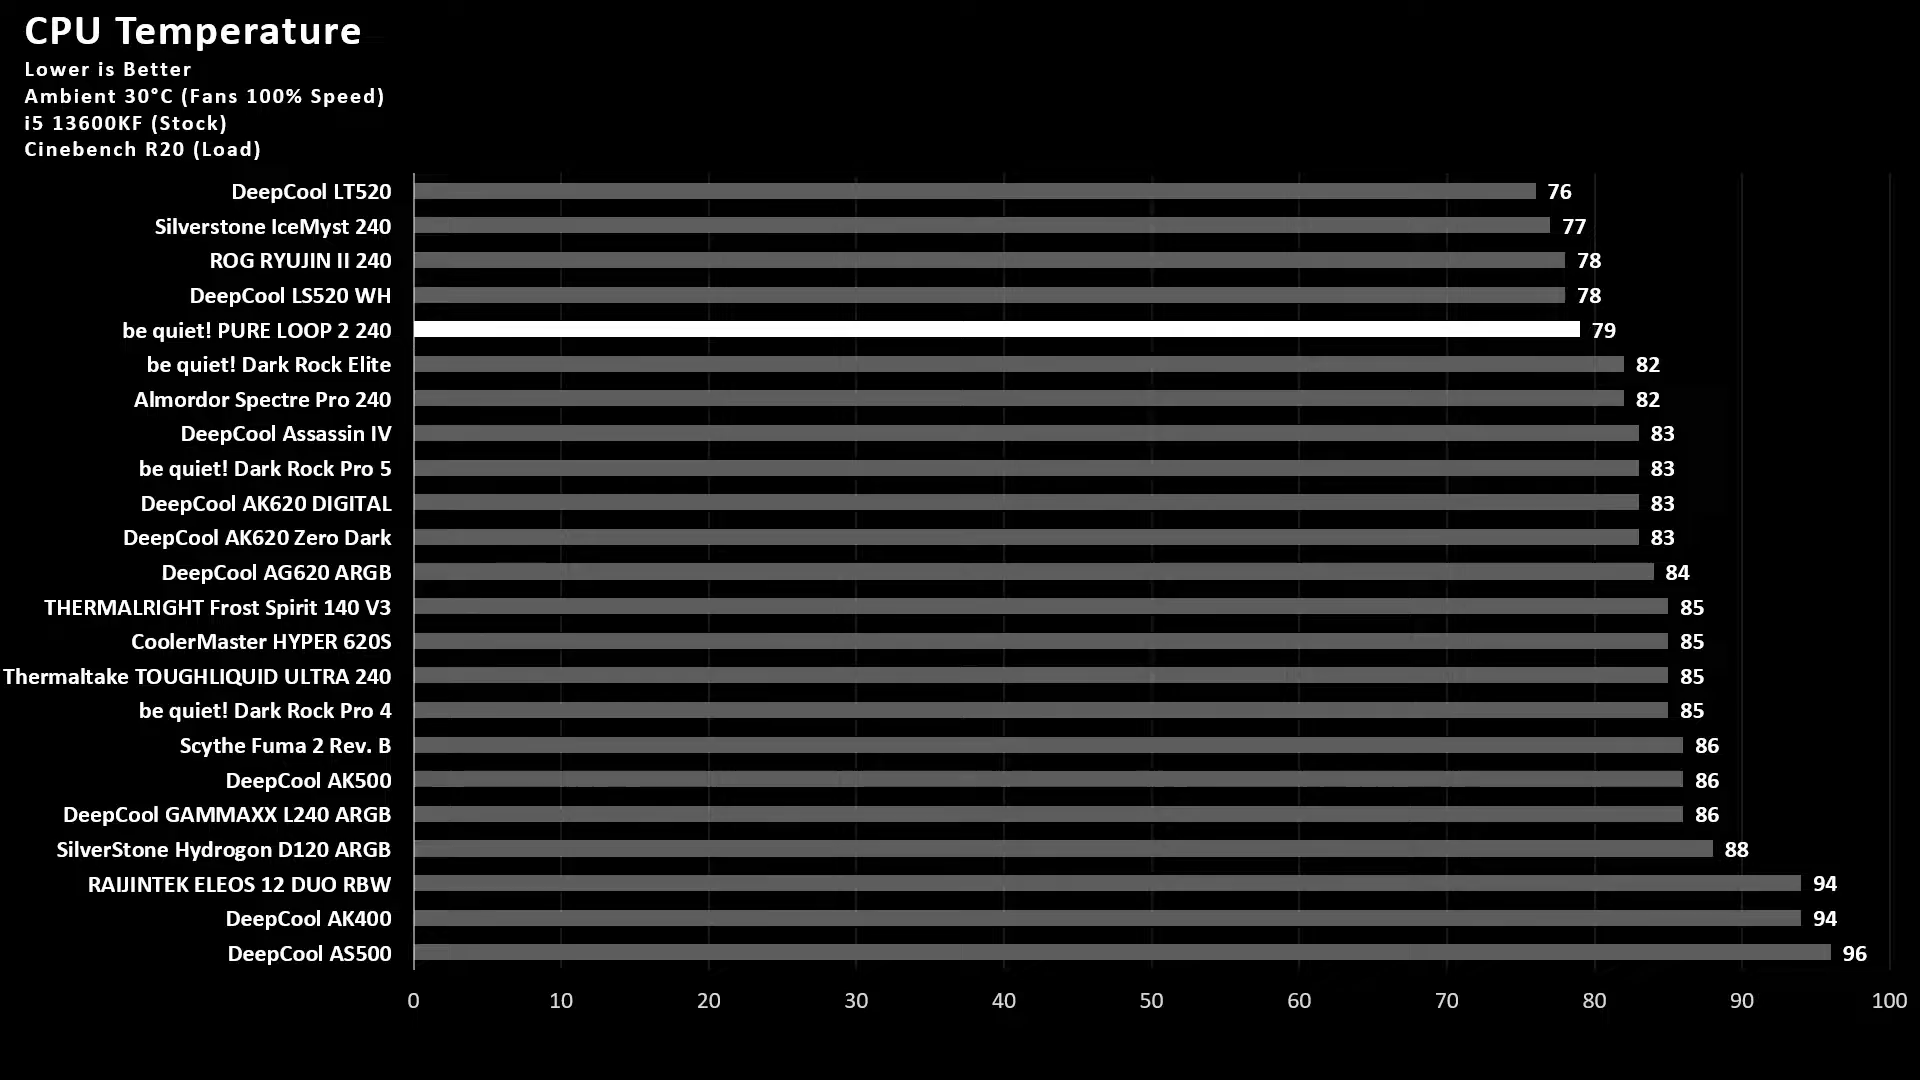 CPU Temperature
Lower is Better
Ambient 30°C (Fans 100% Speed)
i5 13600KF (Stock)
Cinebench R20 (Load)
DeepCool LT520 76
Silverstone IceMyst 240 77
ROG RYUJIN II 240 78
DeepCool LS520 WH 78
be quiet! PURE LOOP 2 240 79
be quiet! Dark Rock Elite 82
Almordor Spectre Pro 240 82
DeepCool Assassin IV 83
be quiet! Dark Rock Pro 5 83
DeepCool AK620 DIGITAL 83
DeepCool AK620 Zero Dark 83
DeepCool AG620 ARGB 84
THERMALRIGHT Frost Spirit 140 V3 85
CoolerMaster HYPER 620S 85
Thermaltake TOUGHLIQUID ULTRA 240 85
be quiet! Dark Rock Pro 4 85
Scythe Fuma 2 Rev. B 86
DeepCool AK500 86
DeepCool GAMMAXX L240 ARGB 86
SilverStone Hydrogon D120 ARGB 88
RAIJINTEK ELEOS 12 DUO RBW 94
DeepCool AK400 94
DeepCool AS500 96
0 10 20 30 40 50 60 70 80 90 100